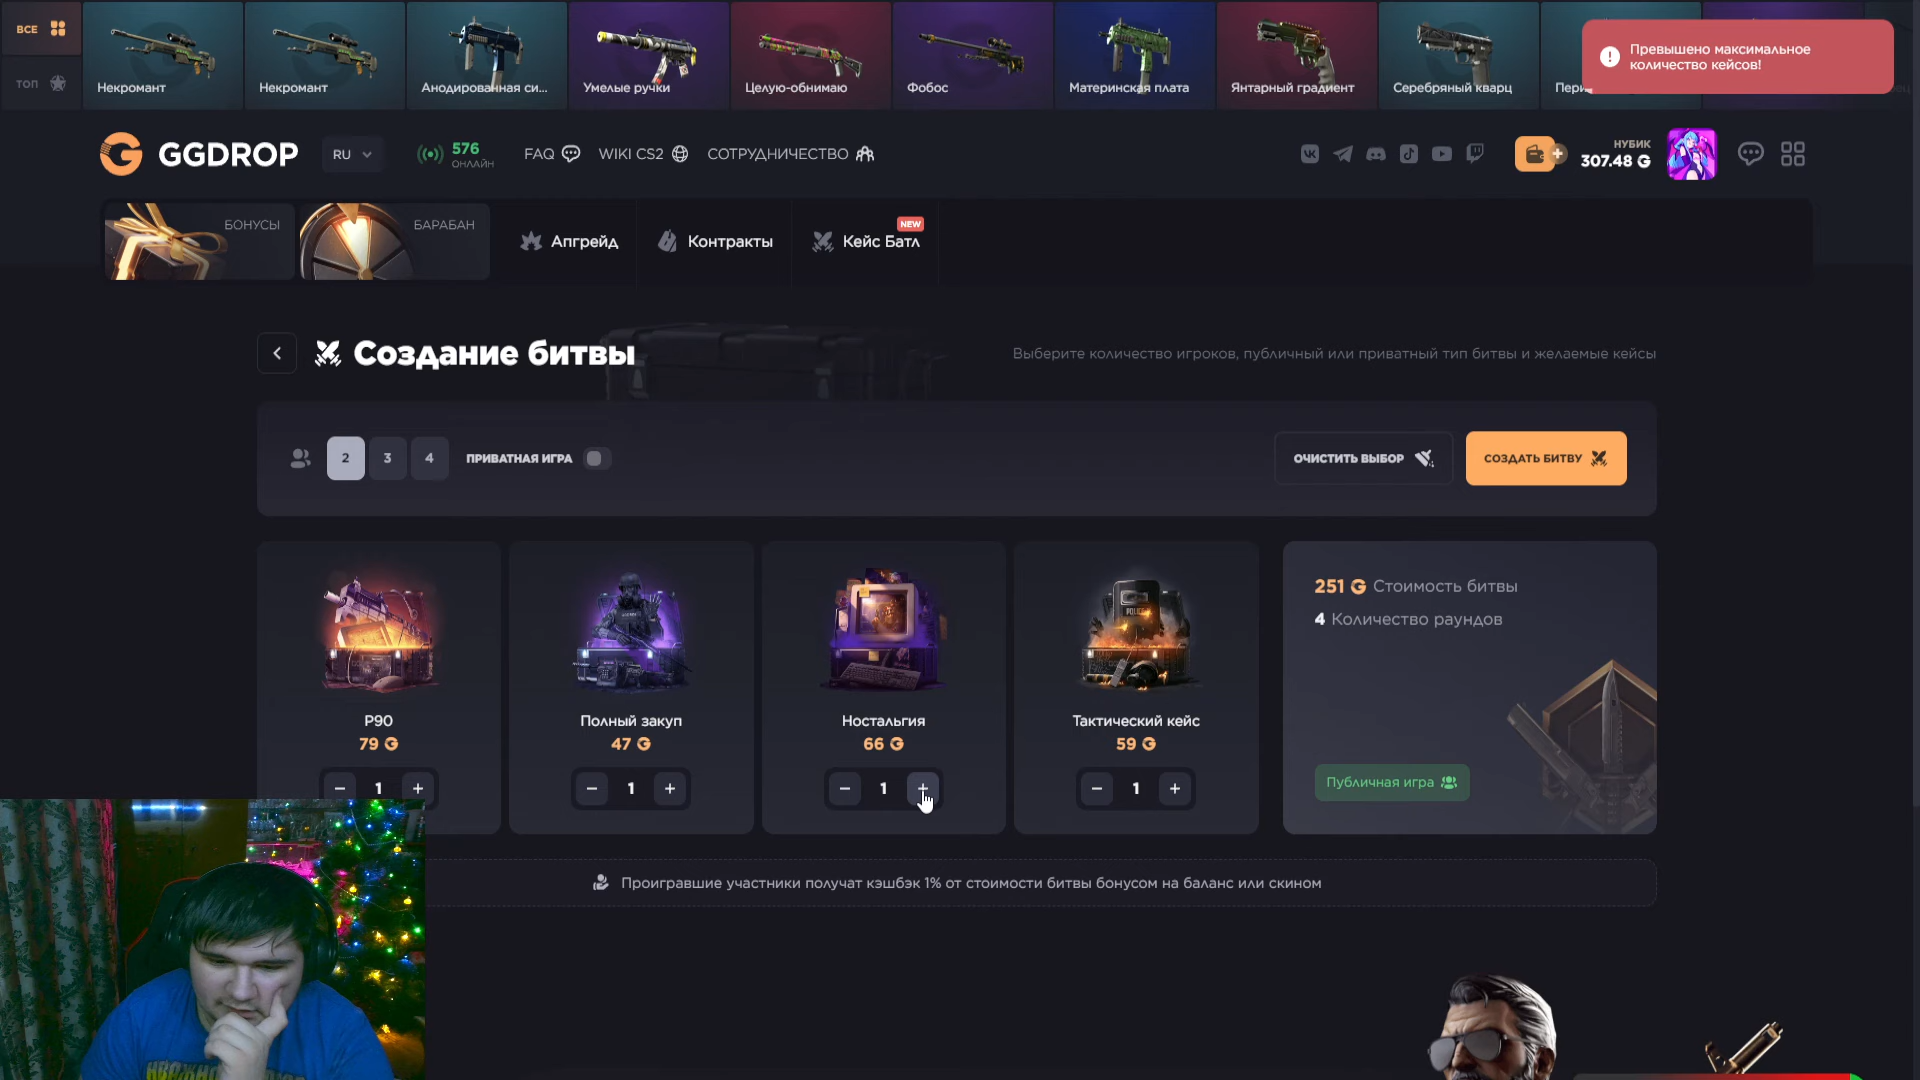 ВСЕ
ТОП
Некромант
Некромант
Анодированная си...
Умелые ручки
Целую-обнимаю
Фобос
Материнская плата
Янтарный градиент
Серебряный кварц
Превышено максимальное
количество кейсов!
GGDROP
RU
576
ОНЛАЙН
FAQ
WIKI CS2
СОТРУДНИЧЕСТВО
НУБИК
307.48 G
БОНУСЫ
БАРАБАН
Апгрейд
Контракты
Кейс Батл
NEW
Создание битвы
Выберите количество игроков, публичный или приватный тип битвы и желаемые кейсы
2
3
4
ПРИВАТНАЯ ИГРА
ОЧИСТИТЬ ВЫБОР
СОЗДАТЬ БИТВУ
P90
79 G
− 1 +
Полный закуп
47 G
− 1 +
Ностальгия
66 G
− 1 +
Тактический кейс
59 G
− 1 +
251 G Стоимость битвы
4 Количество раундов
Публичная игра
Проигравшие участники получат кэшбэк 1% от стоимости битвы бонусом на баланс или скином